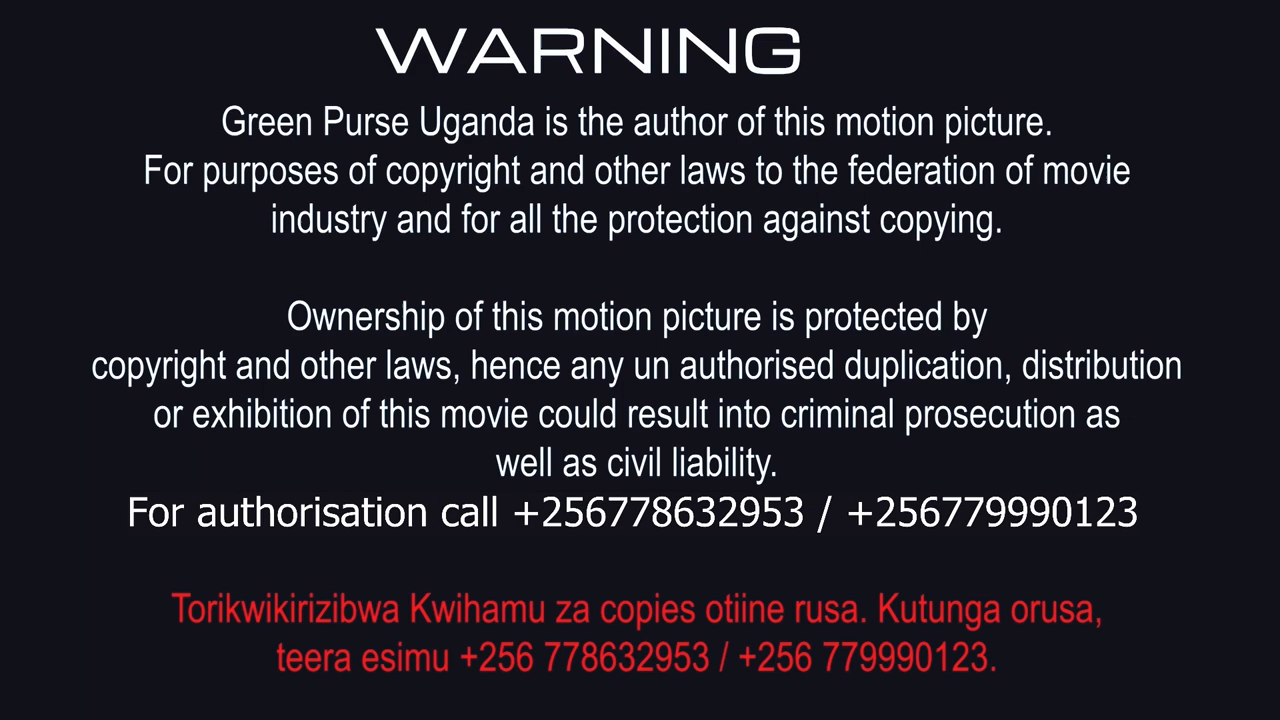 WARNING
Green Purse Uganda is the author of this motion picture.
For purposes of copyright and other laws to the federation of movie
industry and for all the protection against copying.
Ownership of this motion picture is protected by
copyright and other laws, hence any un authorised duplication, distribution
or exhibition of this movie could result into criminal prosecution as
well as civil liability.
For authorisation call +256778632953 / +256779990123
Torikwikirizibwa Kwihamu za copies otiine rusa. Kutunga orusa,
teera esimu +256 778632953 / +256 779990123.